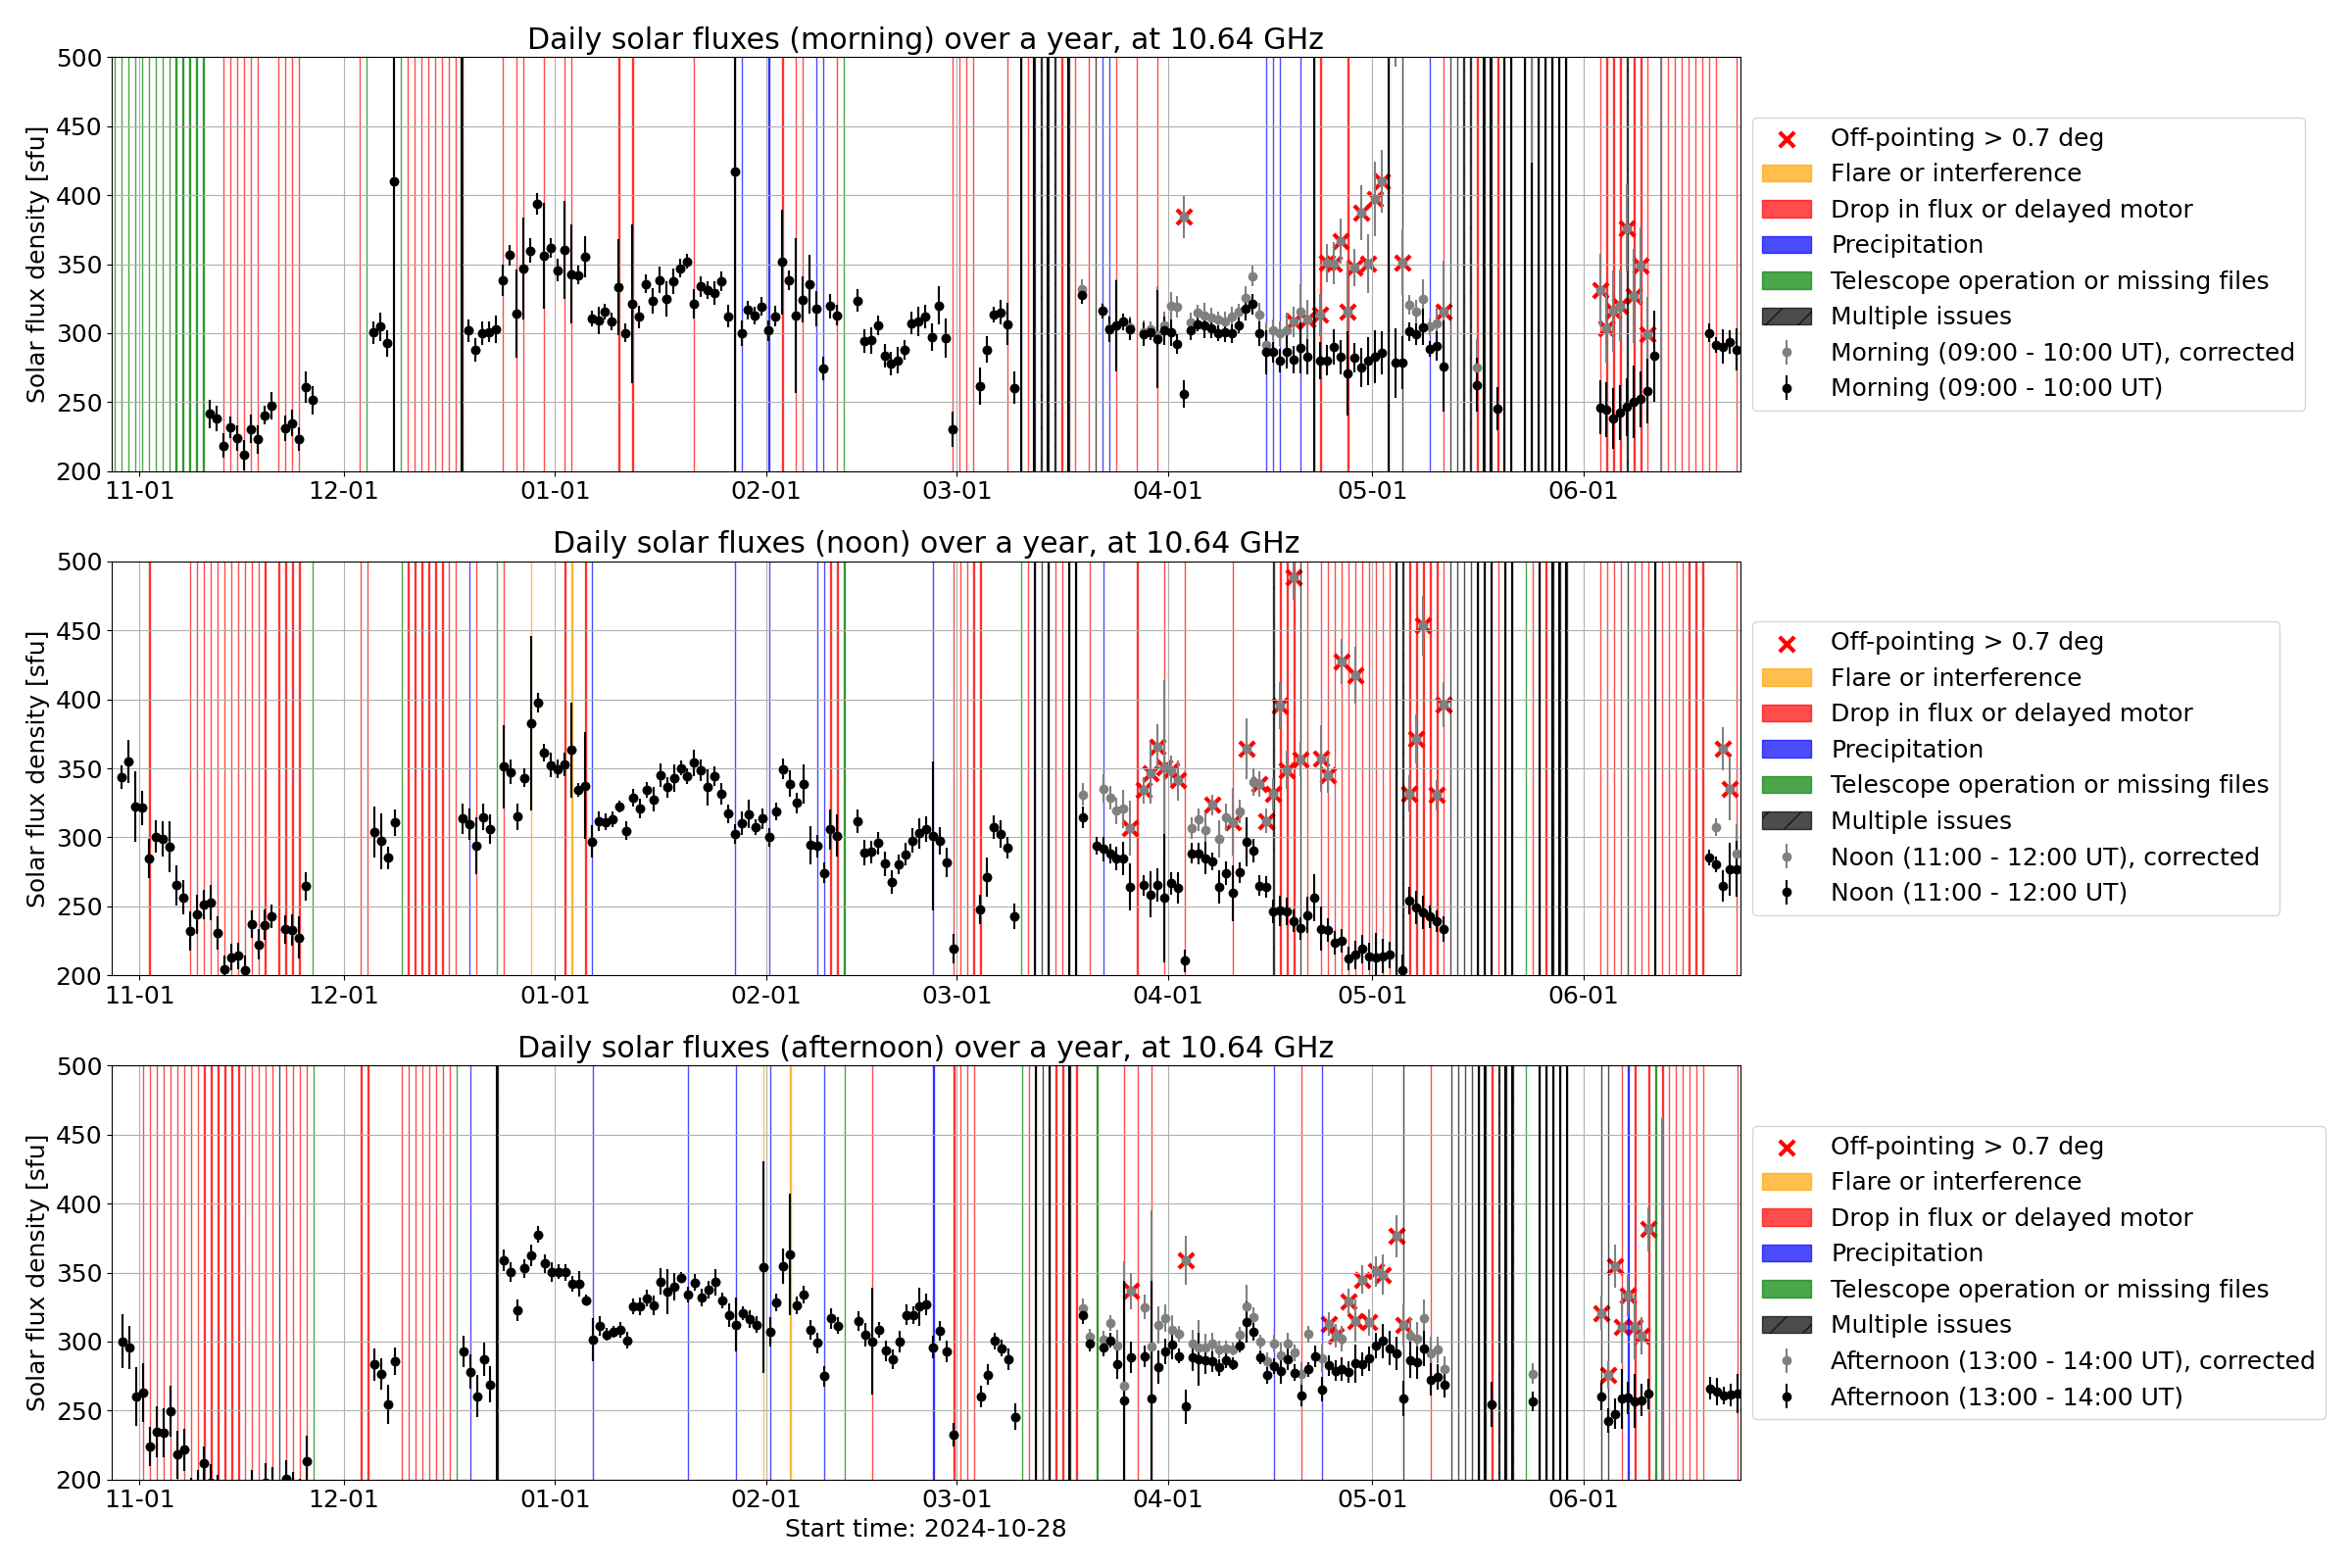 Daily solar fluxes (morning) over a year, at 10.64 GHz
Solar flux density [sfu]
500
450
400
350
300
250
200
11-01 12-01 01-01 02-01 03-01 04-01 05-01 06-01
Off-pointing > 0.7 deg
Flare or interference
Drop in flux or delayed motor
Precipitation
Telescope operation or missing files
Multiple issues
Morning (09:00 - 10:00 UT), corrected
Morning (09:00 - 10:00 UT)
Daily solar fluxes (noon) over a year, at 10.64 GHz
Solar flux density [sfu]
500
450
400
350
300
250
200
11-01 12-01 01-01 02-01 03-01 04-01 05-01 06-01
Off-pointing > 0.7 deg
Flare or interference
Drop in flux or delayed motor
Precipitation
Telescope operation or missing files
Multiple issues
Noon (11:00 - 12:00 UT), corrected
Noon (11:00 - 12:00 UT)
Daily solar fluxes (afternoon) over a year, at 10.64 GHz
Solar flux density [sfu]
500
450
400
350
300
250
200
11-01 12-01 01-01 02-01 03-01 04-01 05-01 06-01
Start time: 2024-10-28
Off-pointing > 0.7 deg
Flare or interference
Drop in flux or delayed motor
Precipitation
Telescope operation or missing files
Multiple issues
Afternoon (13:00 - 14:00 UT), corrected
Afternoon (13:00 - 14:00 UT)